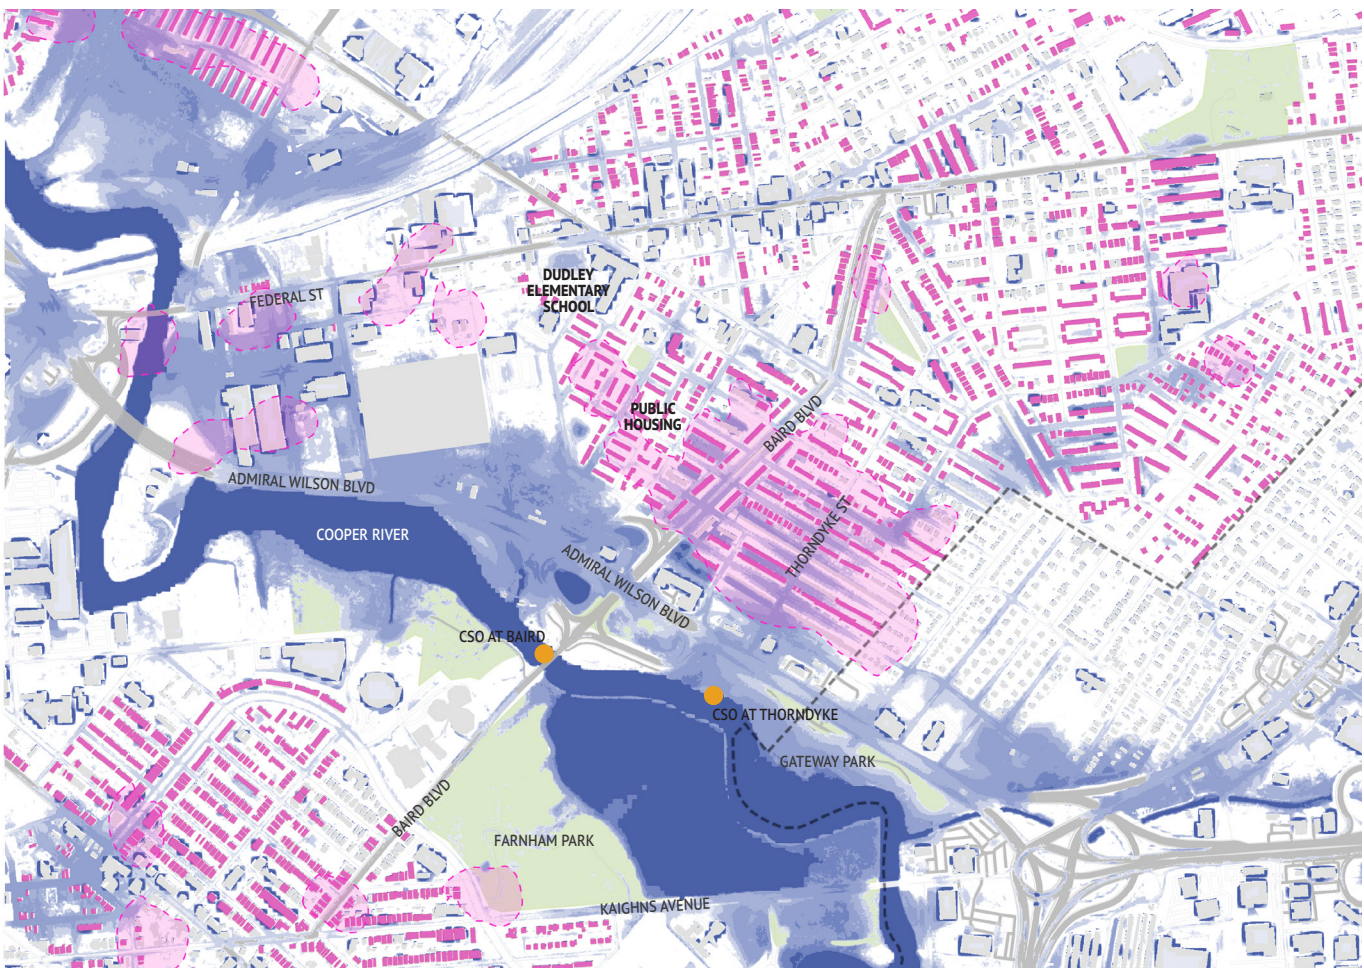 DUDLEY
ELEMENTARY
SCHOOL
FEDERAL ST
PUBLIC
HOUSING
BAIRD BLVD
ADMIRAL WILSON BLVD
THORNDYKE ST
COOPER RIVER
ADMIRAL WILSON BLVD
CSO AT BAIRD
CSO AT THORNDYKE
GATEWAY PARK
BAIRD BLVD
FARNHAM PARK
KAIGHNS AVENUE